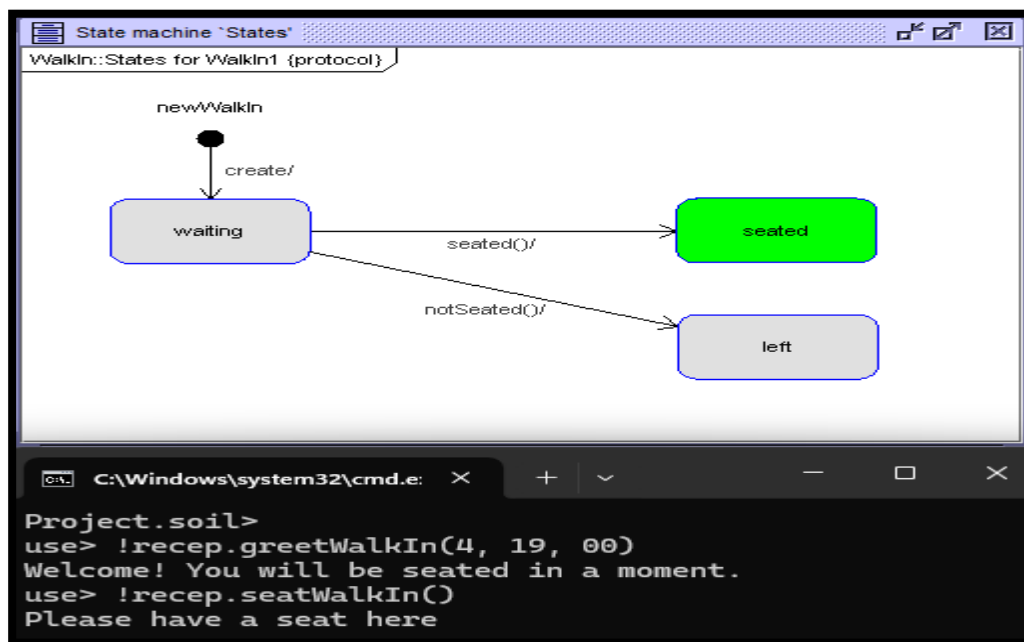 State machine `States'
WalkIn::States for WalkIn1 {protocol}
newWalkIn
create/
waiting
seated()/
seated
notSeated()/
left
C:\Windows\system32\cmd.e:
Project.soil>
use> !recep.greetWalkIn(4, 19, 00)
Welcome! You will be seated in a moment.
use> !recep.seatWalkIn()
Please have a seat here